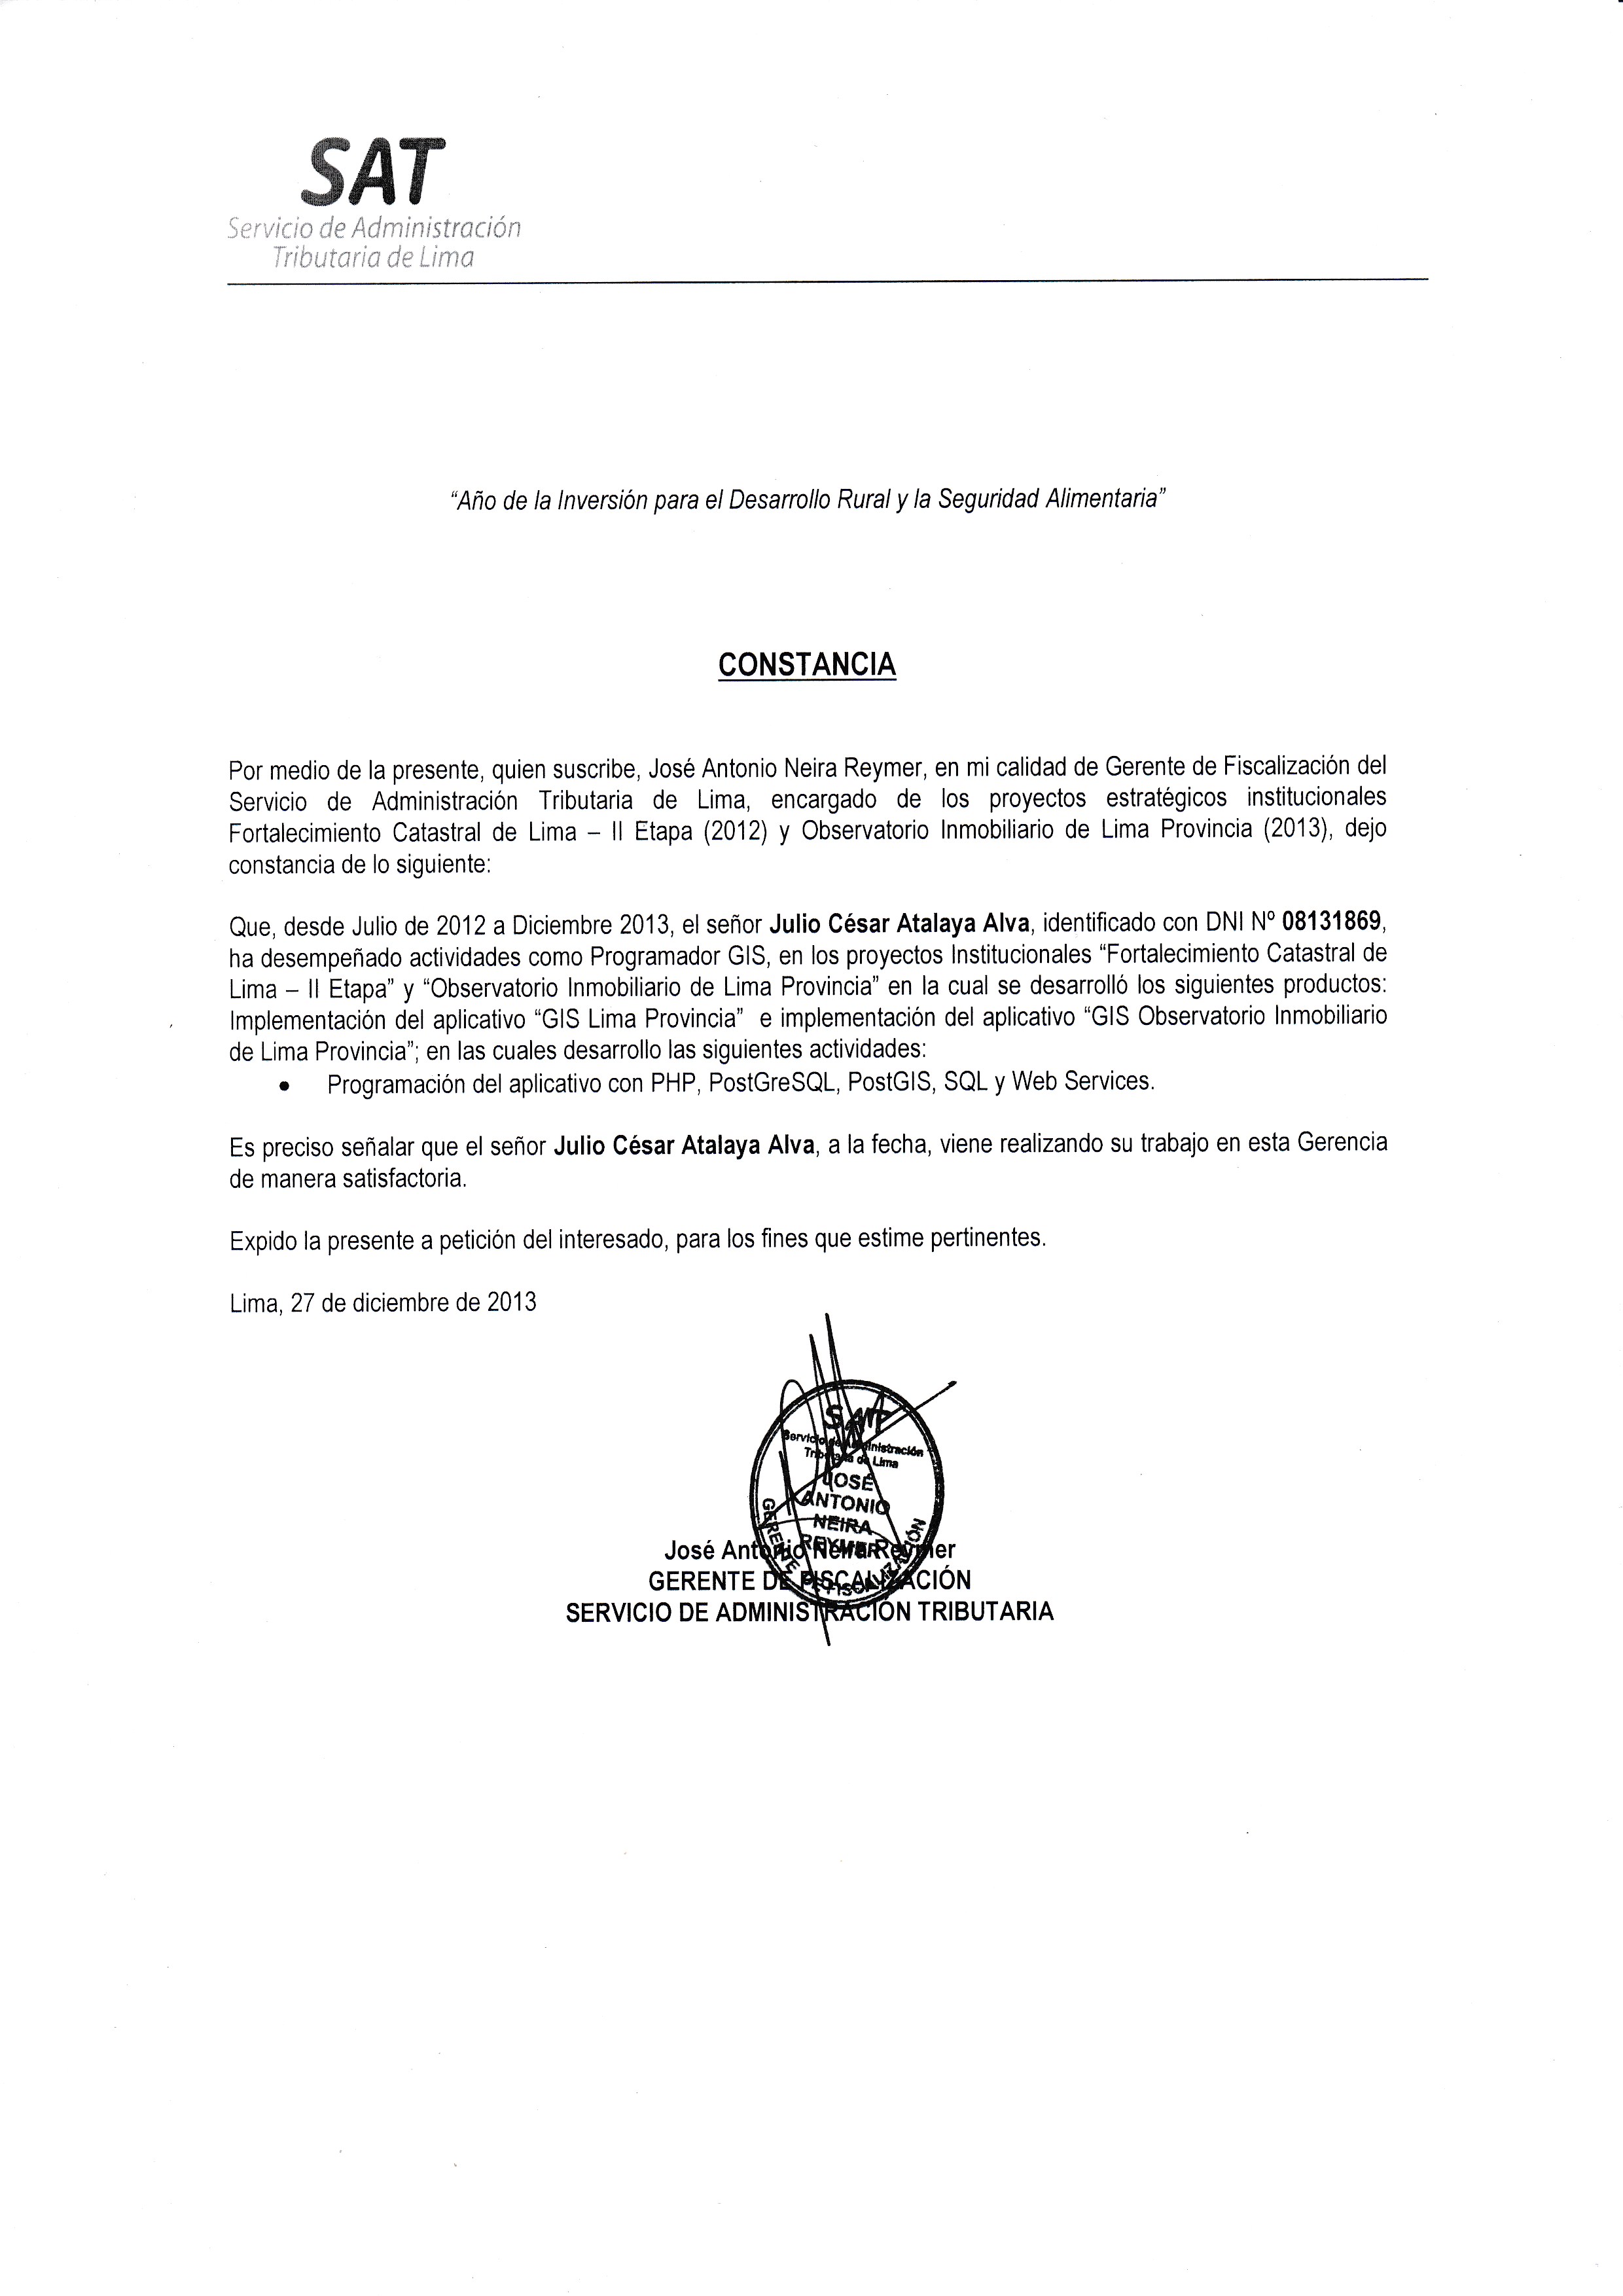 SAT
Servicio de Administración
Tributaria de Lima
“Año de la Inversión para el Desarrollo Rural y la Seguridad Alimentaria”
CONSTANCIA
Por medio de la presente, quien suscribe, José Antonio Neira Reymer, en mi calidad de Gerente de Fiscalización del
Servicio de Administración Tributaria de Lima, encargado de los proyectos estratégicos institucionales
Fortalecimiento Catastral de Lima – II Etapa (2012) y Observatorio Inmobiliario de Lima Provincia (2013), dejo
constancia de lo siguiente:
Que, desde Julio de 2012 a Diciembre 2013, el señor Julio César Atalaya Alva, identificado con DNI Nº 08131869,
ha desempeñado actividades como Programador GIS, en los proyectos Institucionales “Fortalecimiento Catastral de
Lima – II Etapa” y “Observatorio Inmobiliario de Lima Provincia” en la cual se desarrolló los siguientes productos:
Implementación del aplicativo “GIS Lima Provincia” e implementación del aplicativo “GIS Observatorio Inmobiliario
de Lima Provincia”; en las cuales desarrollo las siguientes actividades:
• Programación del aplicativo con PHP, PostGreSQL, PostGIS, SQL y Web Services.
Es preciso señalar que el señor Julio César Atalaya Alva, a la fecha, viene realizando su trabajo en esta Gerencia
de manera satisfactoria.
Expido la presente a petición del interesado, para los fines que estime pertinentes.
Lima, 27 de diciembre de 2013
SAT
Servicio de Administración
Tributaria de Lima
JOSÉ
ANTONIO
NEIRA
REYMER
GERENTE DE FISCALIZACIÓN
José Antonio Neira Reymer
GERENTE DE FISCALIZACIÓN
SERVICIO DE ADMINISTRACIÓN TRIBUTARIA